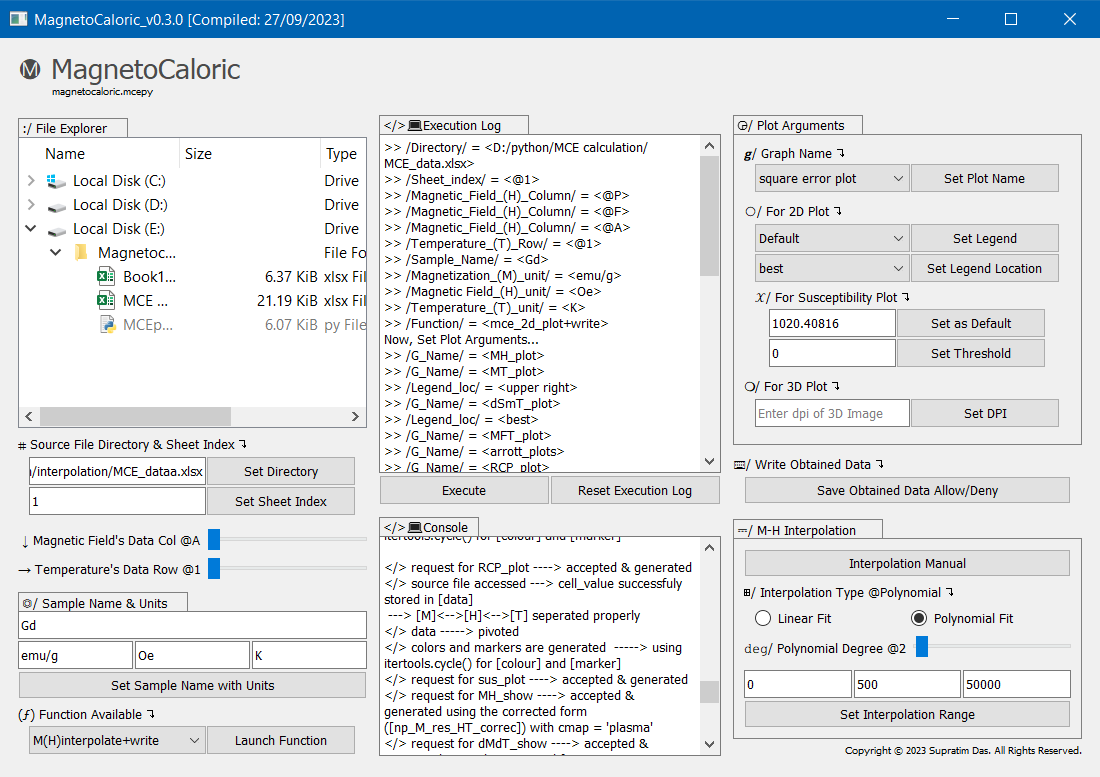 MagnetoCaloric_v0.3.0 [Compiled: 27/09/2023]
MagnetoCaloric
magnetocaloric.mcepy
:/ File Explorer
Name Size Type
Local Disk (C:) Drive
Local Disk (D:) Drive
Local Disk (E:) Drive
Magnetoc... File Fo
Book1... 6.37 KiB xlsx Fil
MCE ... 21.19 KiB xlsx Fil
MCEp... 6.07 KiB py File
# Source File Directory & Sheet Index ↴
/interpolation/MCE_dataa.xlsx Set Directory
1 Set Sheet Index
↓ Magnetic Field's Data Col @A
→ Temperature's Data Row @1
◎/ Sample Name & Units
Gd
emu/g Oe K
Set Sample Name with Units
(ƒ) Function Available ↴
M(H)interpolate+write Launch Function
</> 💻Execution Log
>> /Directory/ = <D:/python/MCE calculation/
MCE_data.xlsx>
>> /Sheet_index/ = <@1>
>> /Magnetic_Field_(H)_Column/ = <@P>
>> /Magnetic_Field_(H)_Column/ = <@F>
>> /Magnetic_Field_(H)_Column/ = <@A>
>> /Temperature_(T)_Row/ = <@1>
>> /Sample_Name/ = <Gd>
>> /Magnetization_(M)_unit/ = <emu/g>
>> /Magnetic Field_(H)_unit/ = <Oe>
>> /Temperature_(T)_unit/ = <K>
>> /Function/ = <mce_2d_plot+write>
Now, Set Plot Arguments...
>> /G_Name/ = <MH_plot>
>> /G_Name/ = <MT_plot>
>> /Legend_loc/ = <upper right>
>> /G_Name/ = <dSmT_plot>
>> /Legend_loc/ = <best>
>> /G_Name/ = <MFT_plot>
>> /G_Name/ = <arrott_plots>
>> /G_Name/ = <RCP_plot>
Execute Reset Execution Log
</> 💻Console
itertools.cycle() for [colour] and [marker]
</> request for RCP_plot ----> accepted & generated
</> source file accessed ---> cell_value successfuly
stored in [data]
---> [M]<-->[H]<-->[T] seperated properly
</> data -----> pivoted
</> colors and markers are generated -----> using
itertools.cycle() for [colour] and [marker]
</> request for sus_plot ----> accepted & generated
</> request for MH_show ----> accepted &
generated using the corrected form
([np_M_res_HT_correc]) with cmap = 'plasma'
</> request for dMdT_show ----> accepted &
◶/ Plot Arguments
g/ Graph Name ↴
square error plot Set Plot Name
○/ For 2D Plot ↴
Default Set Legend
best Set Legend Location
χ/ For Susceptibility Plot ↴
1020.40816 Set as Default
0 Set Threshold
❍/ For 3D Plot ↴
Enter dpi of 3D Image Set DPI
⌨/ Write Obtained Data ↴
Save Obtained Data Allow/Deny
⎓/ M-H Interpolation
Interpolation Manual
⊞/ Interpolation Type @Polynomial ↴
Linear Fit Polynomial Fit
deg/ Polynomial Degree @2
0 500 50000
Set Interpolation Range
Copyright © 2023 Supratim Das. All Rights Reserved.